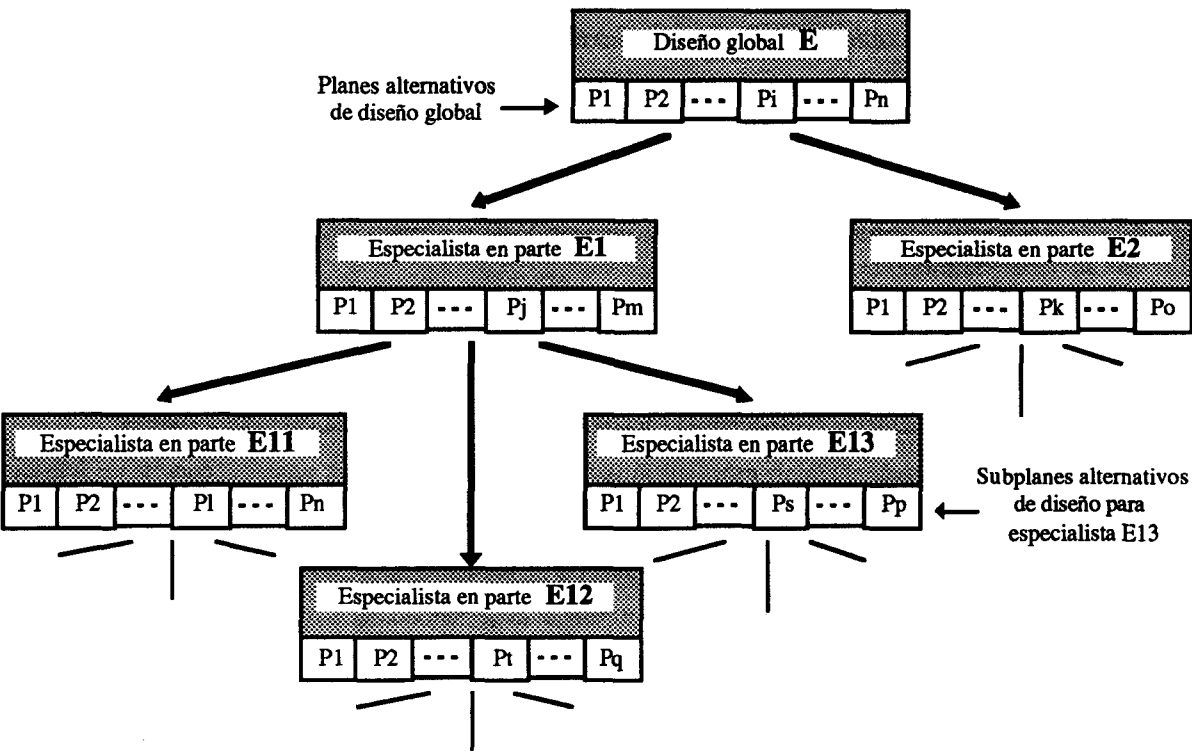 Diseño global E
Planes alternativos
de diseño global
P1 P2 --- Pi --- Pn
Especialista en parte E1
P1 P2 --- Pj --- Pm
Especialista en parte E2
P1 P2 --- Pk --- Po
Especialista en parte E11
P1 P2 --- Pl --- Pn
Especialista en parte E13
P1 P2 --- Ps --- Pp
Subplanes alternativos
de diseño para
especialista E13
Especialista en parte E12
P1 P2 --- Pt --- Pq